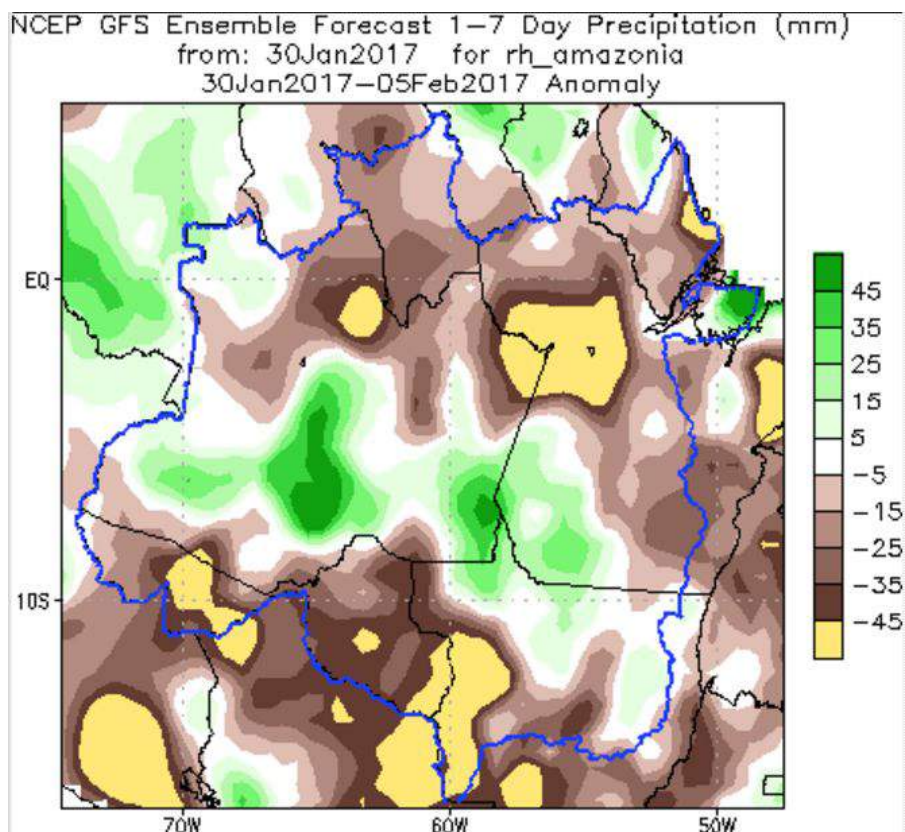 NCEP GFS Ensemble Forecast 1-7 Day Precipitation (mm)
from: 30Jan2017 for rh_amazonia
30Jan2017-05Feb2017 Anomaly
EQ
10S
70W
60W
50W
45
35
25
15
5
-5
-15
-25
-35
-45